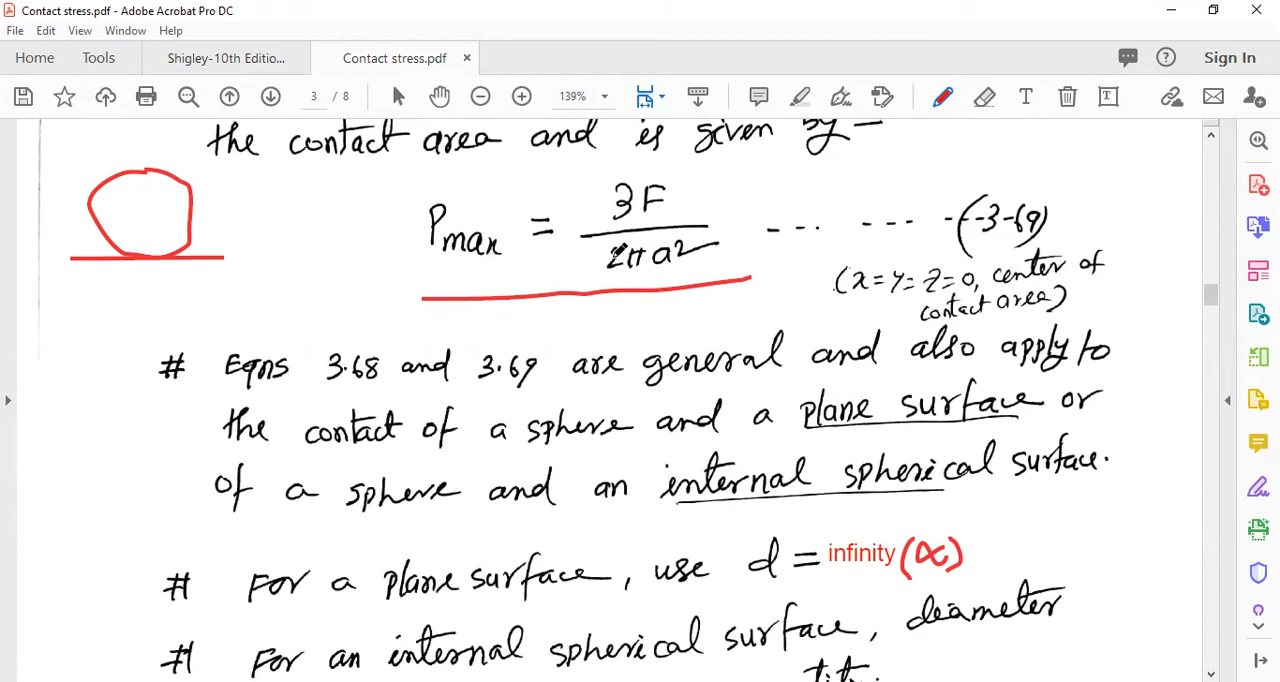 Contact stress.pdf - Adobe Acrobat Pro DC
File Edit View Window Help
Home Tools Shigley-10th Editio... Contact stress.pdf ×
3 / 8 139%
Sign In
the contact area and is given by —
Pmax = 3F / 2πa² --- --- -(-3-69)
(x = y = z = 0, center of
contact area)
# Eqns 3.68 and 3.69 are general and also apply to
the contact of a sphere and a plane surface or
of a sphere and an internal spherical surface.
# For a plane surface, use d = infinity (∝)
# For an internal spherical surface, diameter